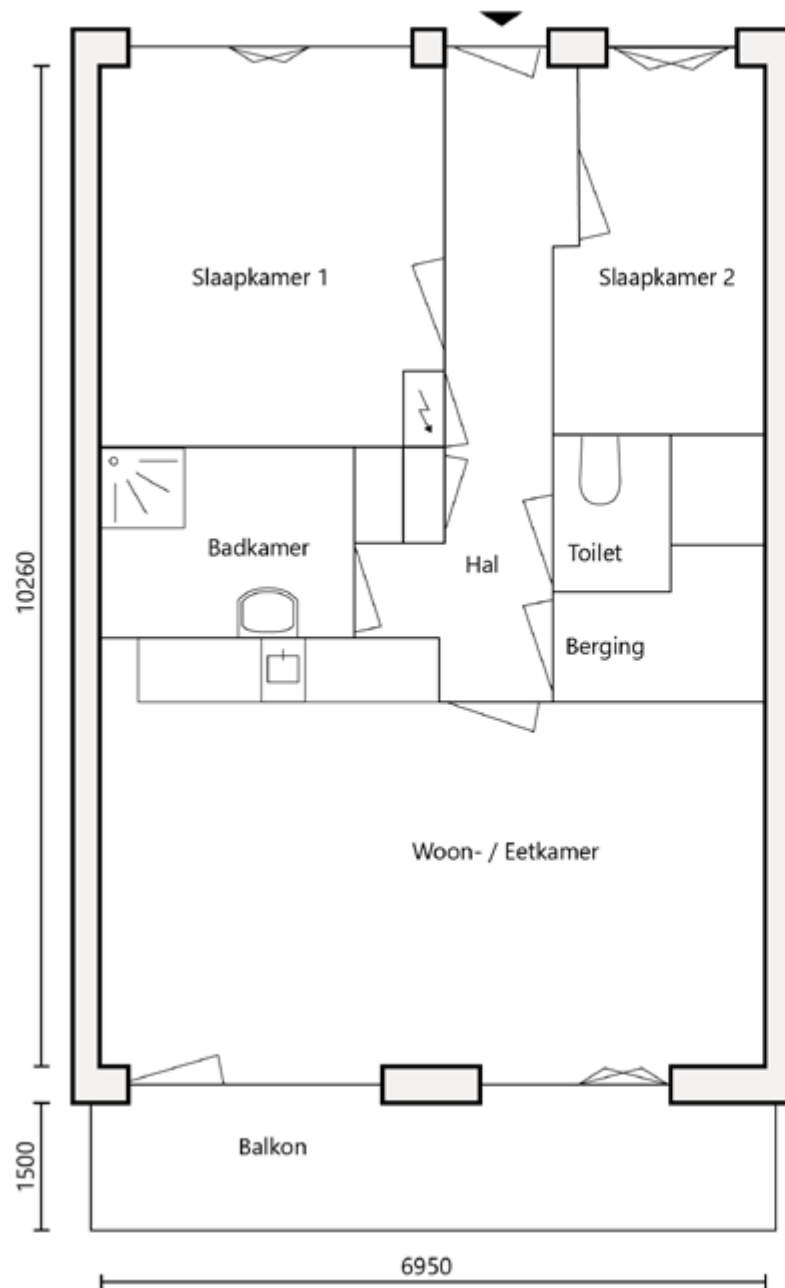 Slaapkamer 1
Slaapkamer 2
Badkamer
Hal
Toilet
10260
Berging
Woon- / Eetkamer
Balkon
1500
6950